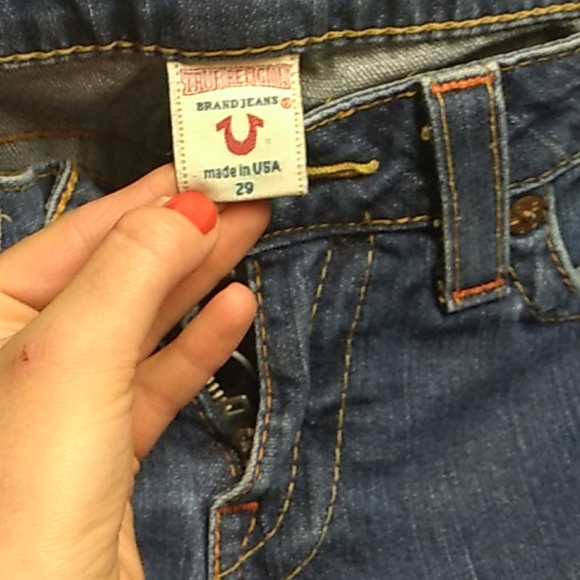 TRUE RELIGION
BRAND JEANS®
made in USA
29